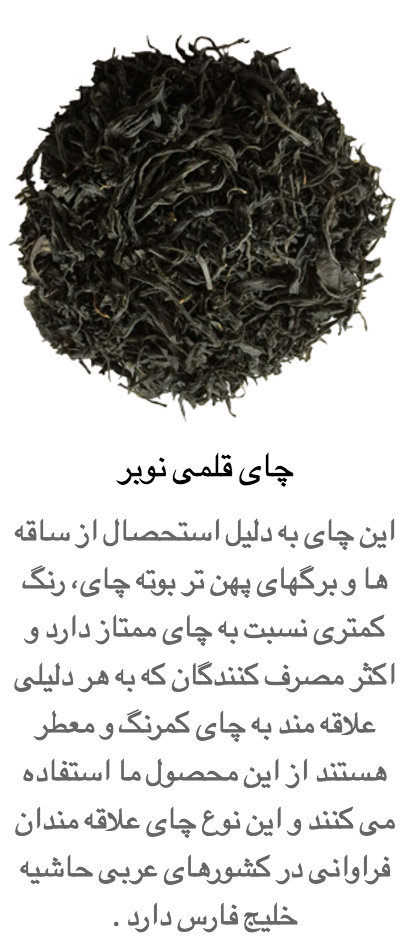 چای قلمی نوبر
این چای به دلیل استحصال از ساقه
ها و برگهای پهن تر بوته چای، رنگ
کمتری نسبت به چای ممتاز دارد و
اکثر مصرف کنندگان که به هر دلیلی
علاقه مند به چای کمرنگ و معطر
هستند از این محصول ما استفاده
می کنند و این نوع چای علاقه مندان
فراوانی در کشورهای عربی حاشیه
خلیج فارس دارد .